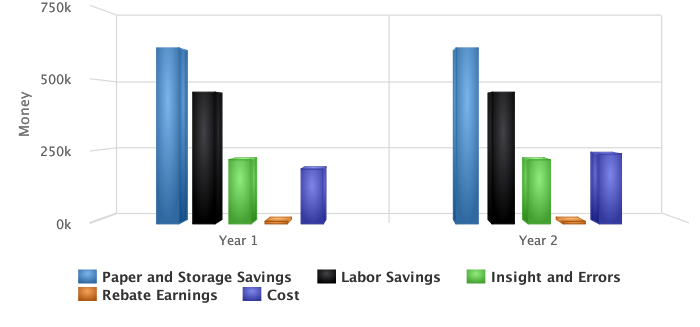 750k
500k
250k
0k
Money
Year 1 Year 2
Paper and Storage Savings Labor Savings Insight and Errors
Rebate Earnings Cost